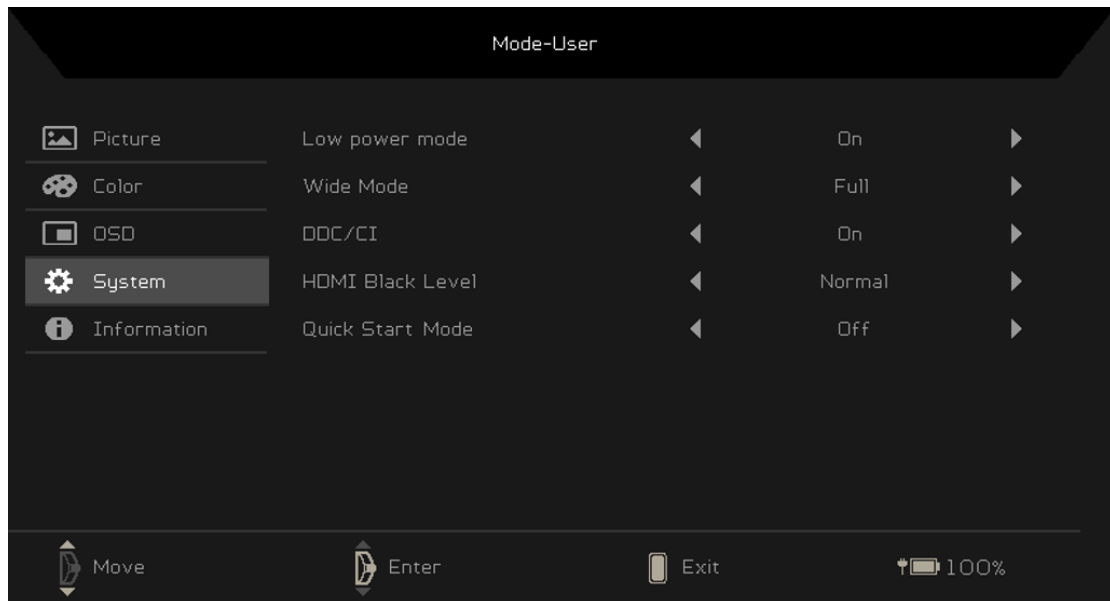 Mode-User
Picture Low power mode On
Color Wide Mode Full
OSD DDC/CI On
System HDMI Black Level Normal
Information Quick Start Mode Off
Move Enter Exit 100%